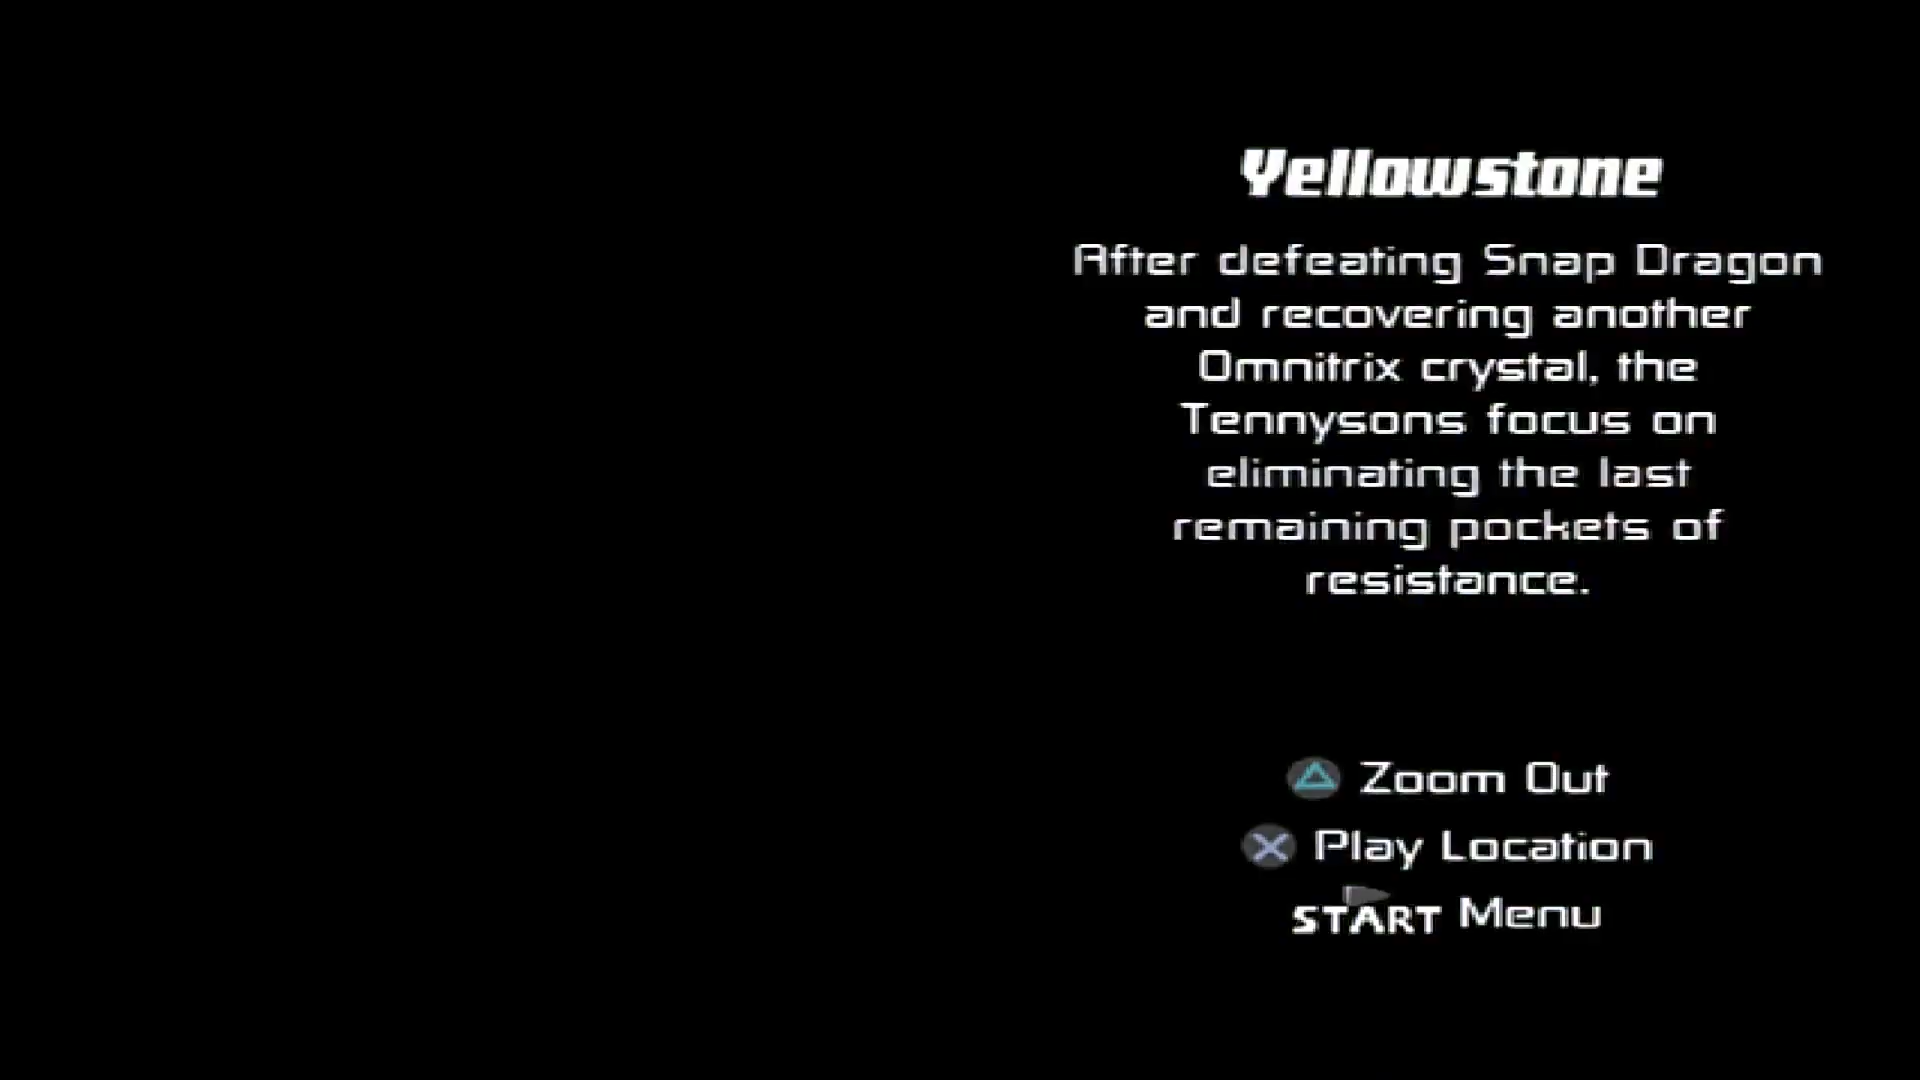 Yellowstone
After defeating Snap Dragon
and recovering another
Omnitrix crystal, the
Tennysons focus on
eliminating the last
remaining pockets of
resistance.
Zoom Out
Play Location
START Menu